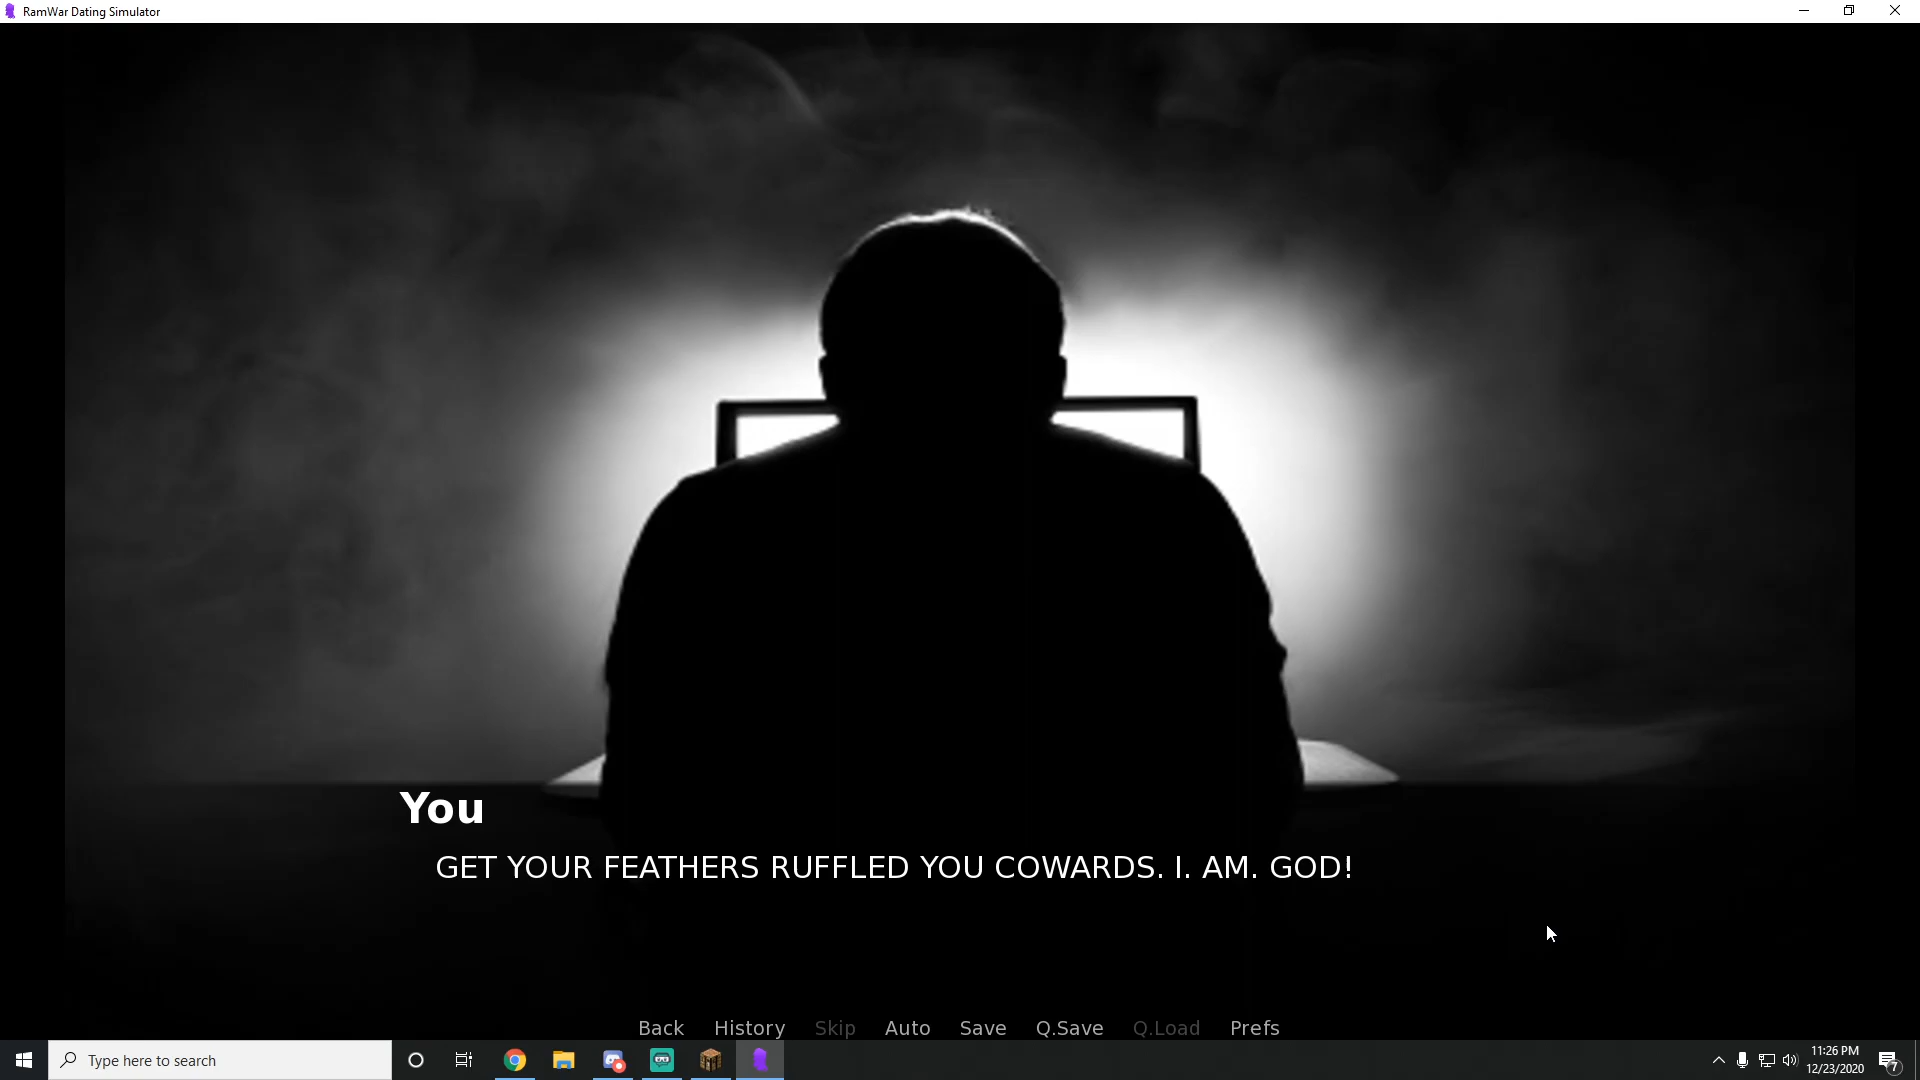 RamWar Dating Simulator
You
GET YOUR FEATHERS RUFFLED YOU COWARDS. I. AM. GOD!
Back History Skip Auto Save Q.Save Q.Load Prefs
Type here to search
11:26 PM
12/23/2020
7